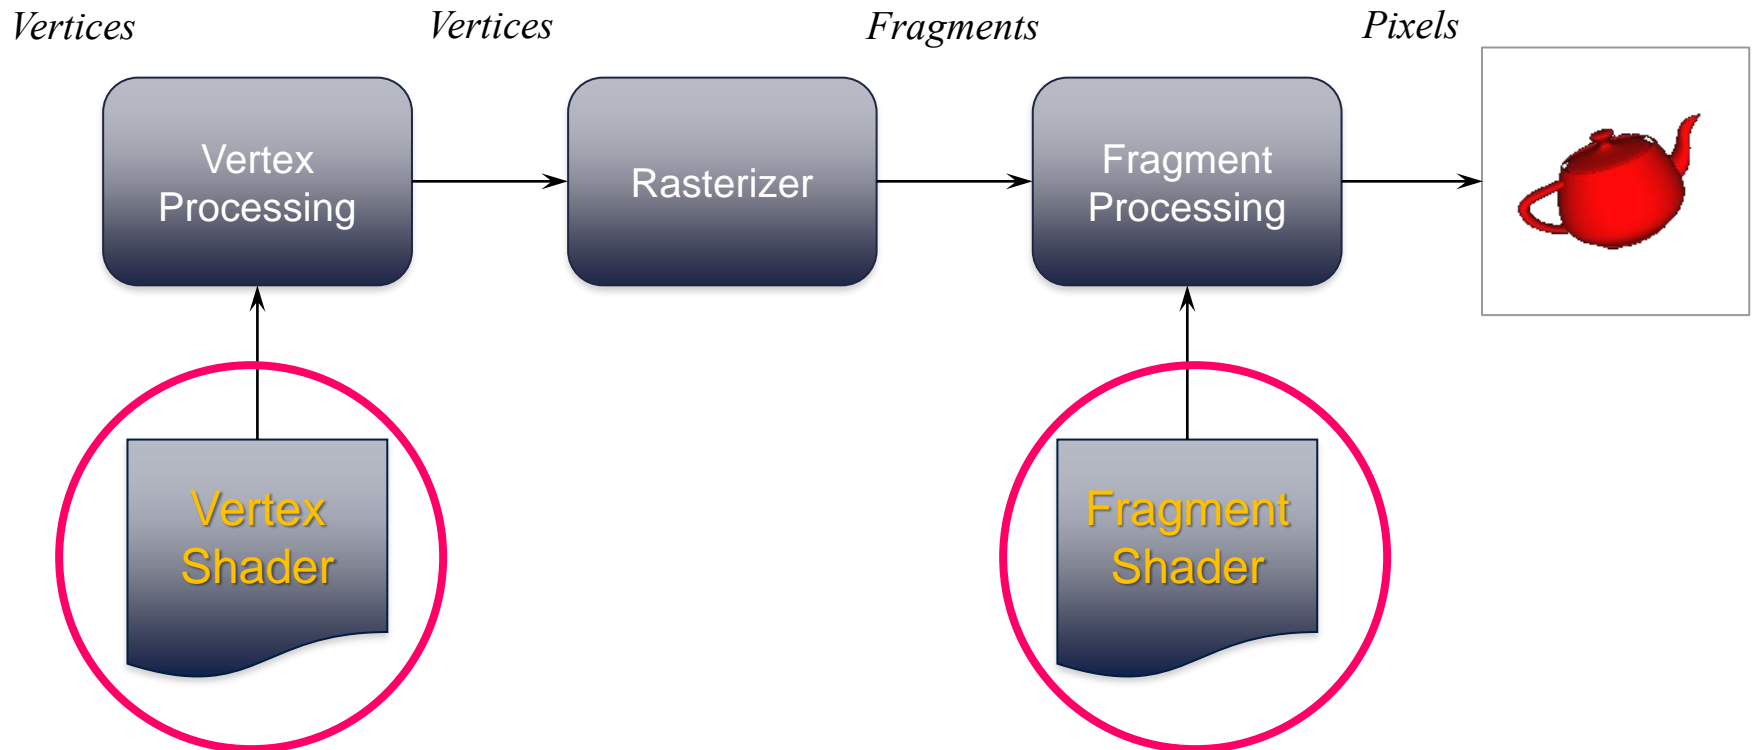 Vertices
Vertices
Fragments
Pixels
Vertex
Processing
Rasterizer
Fragment
Processing
Vertex
Shader
Fragment
Shader